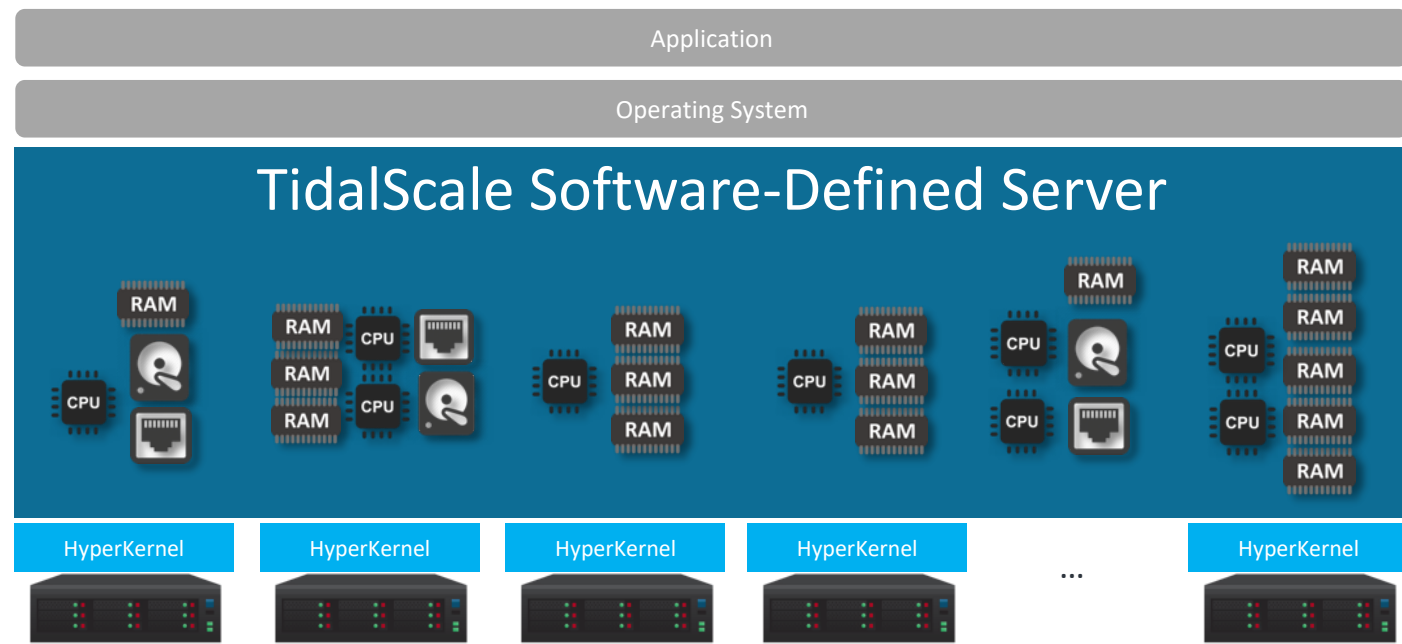 Application
Operating System
TidalScale Software-Defined Server
RAM
CPU
RAM
RAM
RAM
CPU
CPU
CPU
RAM
RAM
RAM
CPU
RAM
RAM
RAM
RAM
CPU
CPU
RAM
RAM
RAM
RAM
RAM
CPU
CPU
HyperKernel
HyperKernel
HyperKernel
HyperKernel
...
HyperKernel